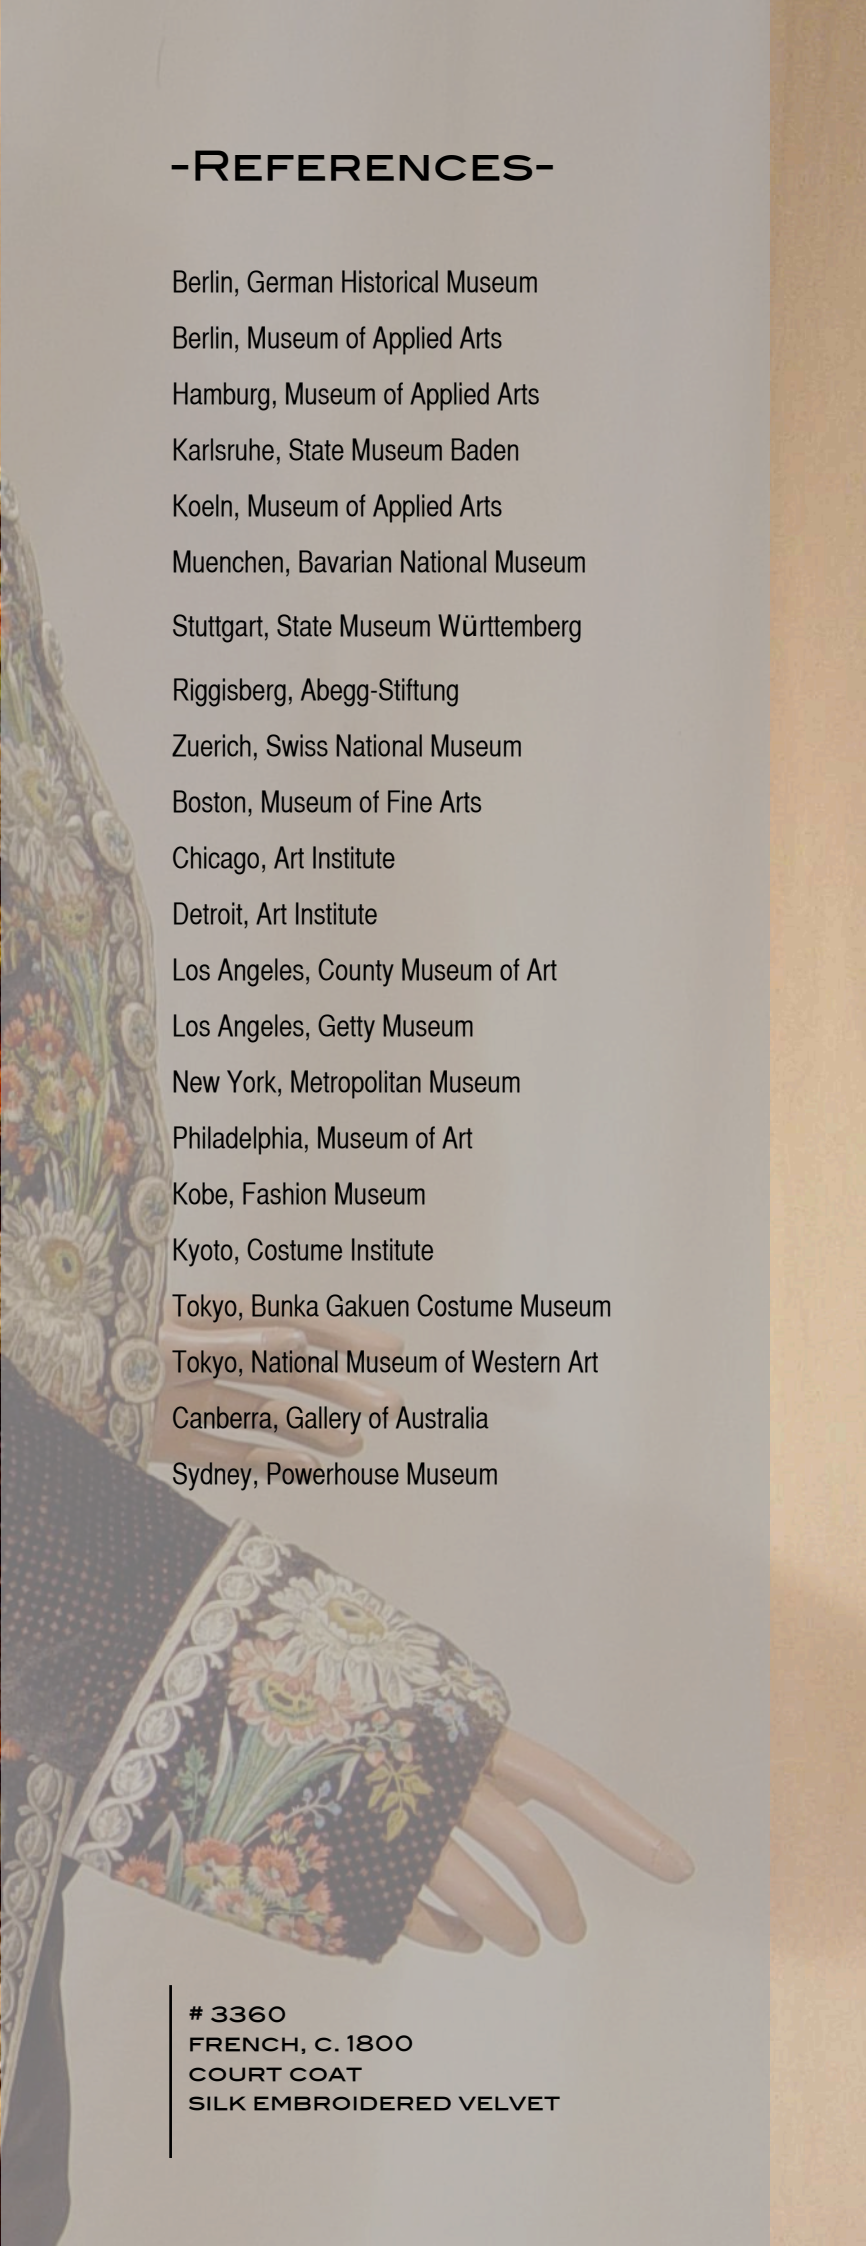 -References-
Berlin, German Historical Museum
Berlin, Museum of Applied Arts
Hamburg, Museum of Applied Arts
Karlsruhe, State Museum Baden
Koeln, Museum of Applied Arts
Muenchen, Bavarian National Museum
Stuttgart, State Museum Württemberg
Riggisberg, Abegg-Stiftung
Zuerich, Swiss National Museum
Boston, Museum of Fine Arts
Chicago, Art Institute
Detroit, Art Institute
Los Angeles, County Museum of Art
Los Angeles, Getty Museum
New York, Metropolitan Museum
Philadelphia, Museum of Art
Kobe, Fashion Museum
Kyoto, Costume Institute
Tokyo, Bunka Gakuen Costume Museum
Tokyo, National Museum of Western Art
Canberra, Gallery of Australia
Sydney, Powerhouse Museum
# 3360
FRENCH, C. 1800
COURT COAT
SILK EMBROIDERED VELVET